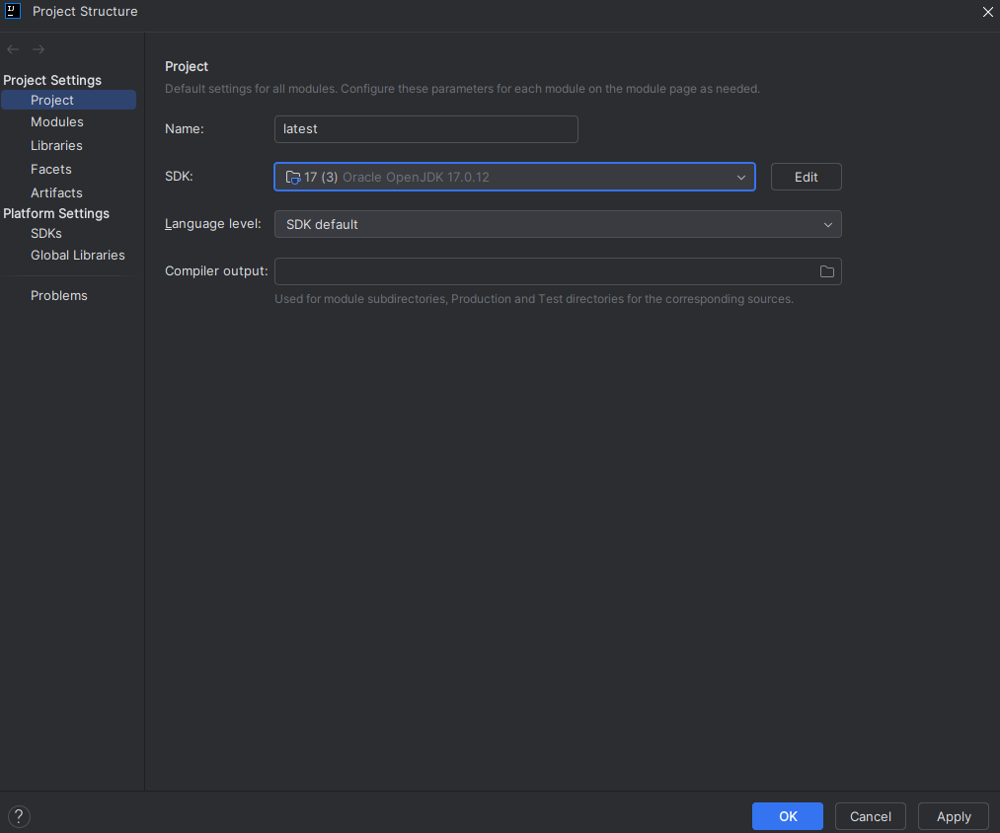 Project Structure
Project Settings
Project
Modules
Libraries
Facets
Artifacts
Platform Settings
SDKs
Global Libraries
Problems
Project
Default settings for all modules. Configure these parameters for each module on the module page as needed.
Name: latest
SDK: 17 (3) Oracle OpenJDK 17.0.12 Edit
Language level: SDK default
Compiler output:
Used for module subdirectories, Production and Test directories for the corresponding sources.
? OK Cancel Apply